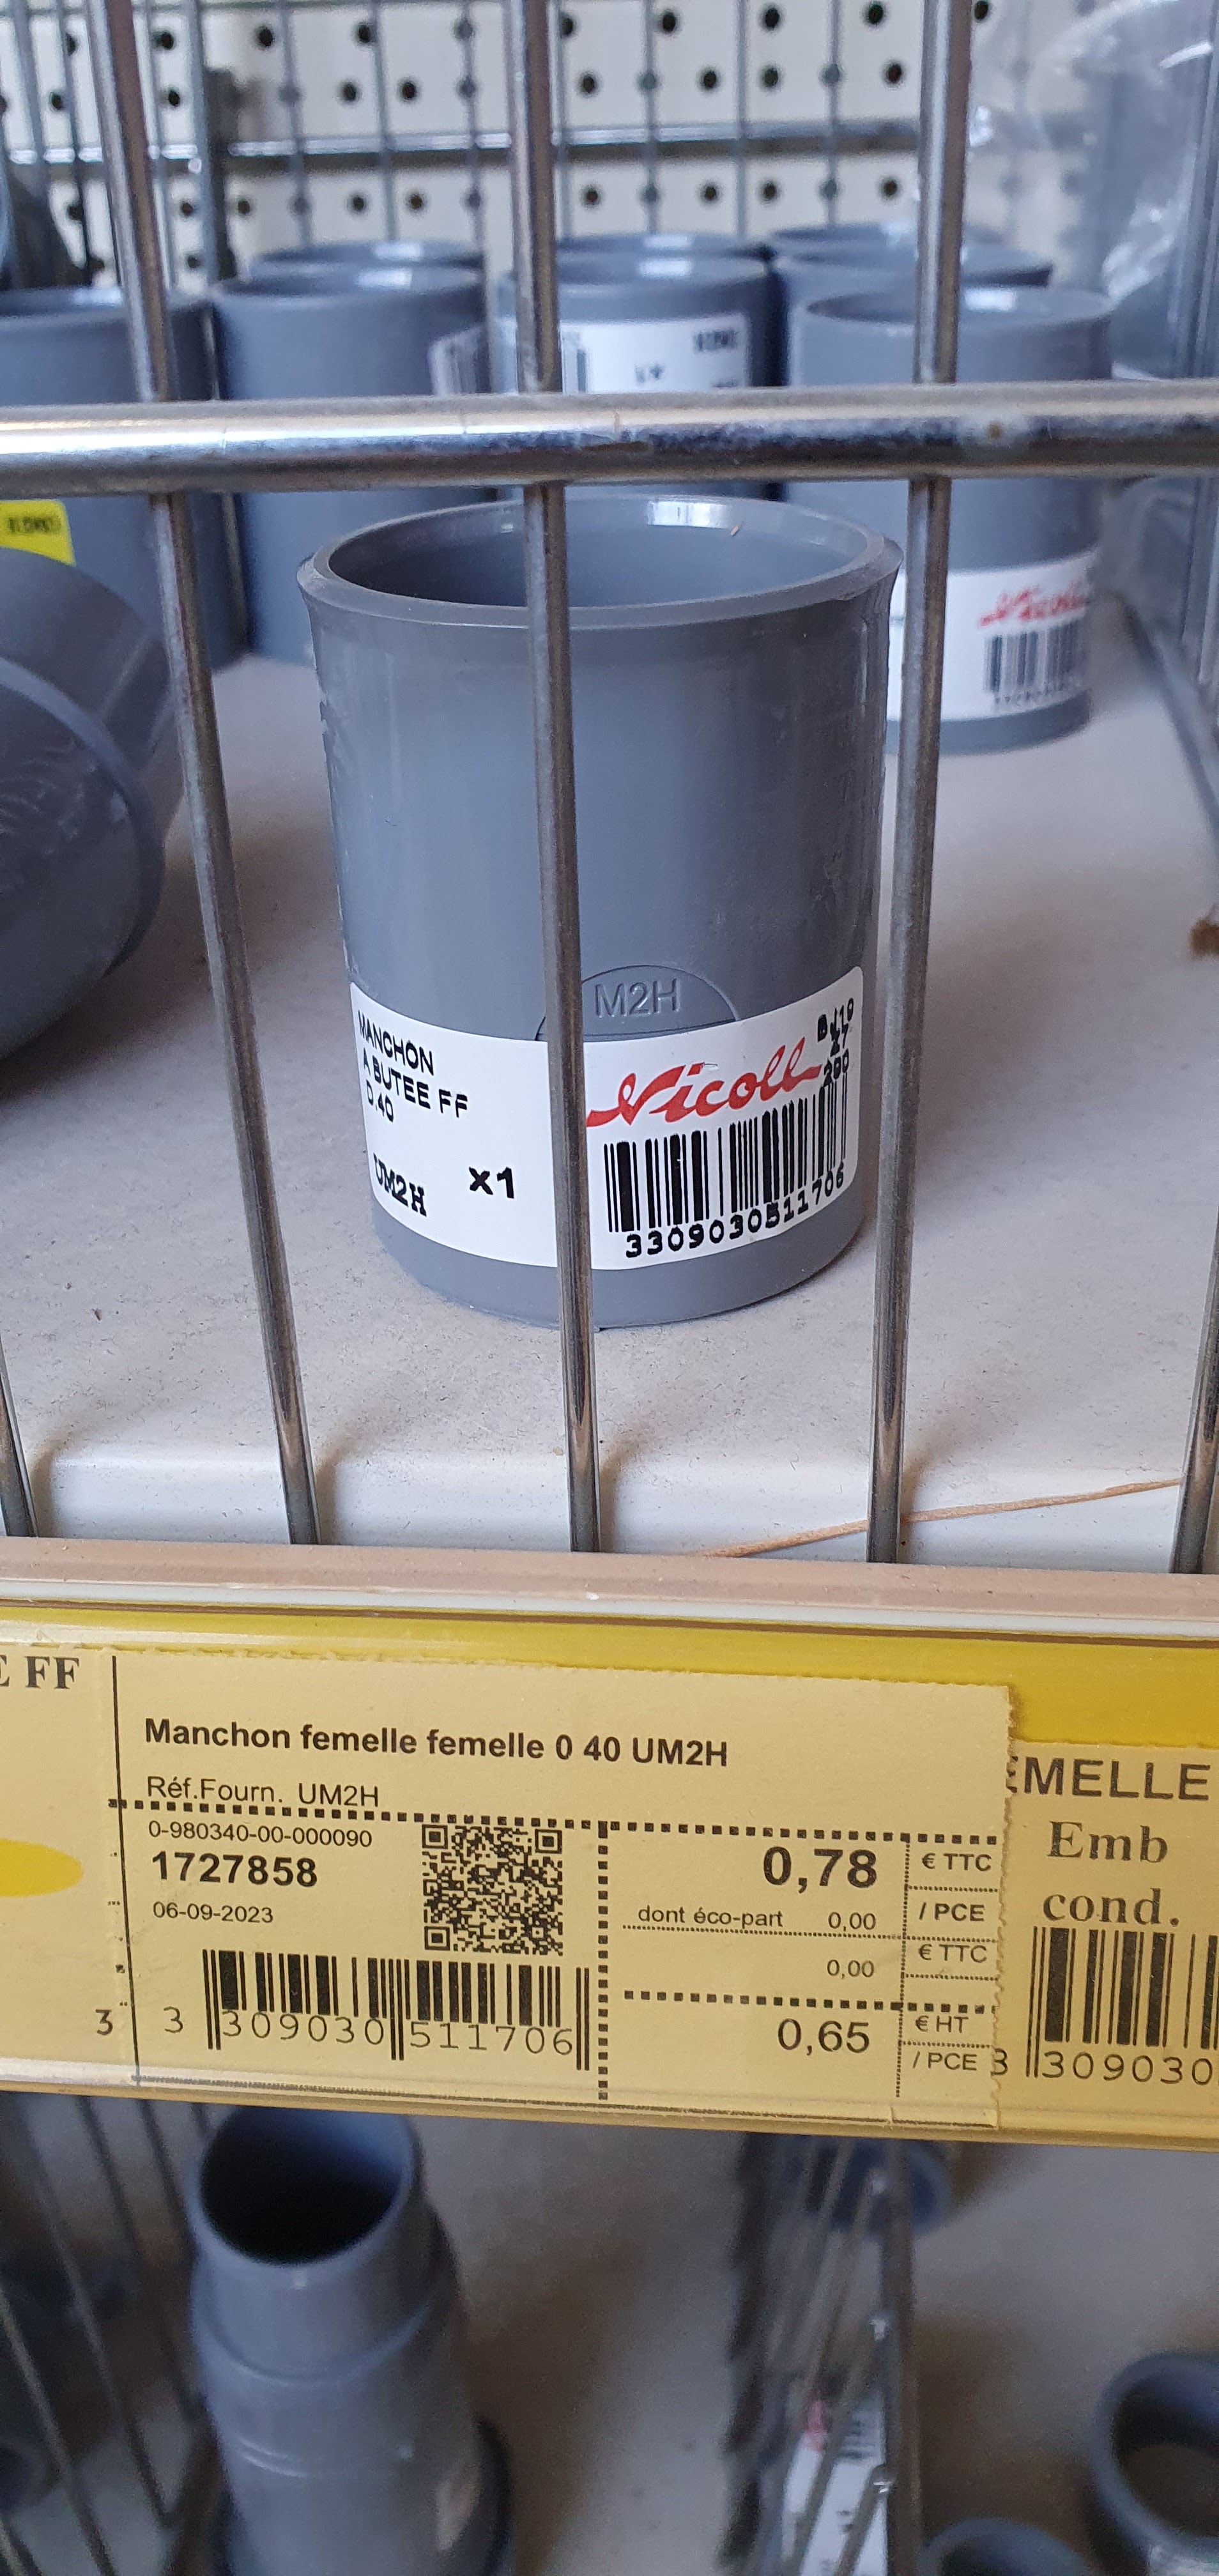 M2H
MANCHON
A BUTEE FF
D.40
UM2H
x1
Nicoll
3309030511706
Nicoll
E FF
Manchon femelle femelle 0 40 UM2H
Réf.Fourn. UM2H
0-980340-00-000090
1727858
06-09-2023
3 309030 511706
0,78 € TTC
/ PCE
dont éco-part 0,00
0,00 € TTC
0,65 € HT
/ PCE
3
EMELLE
Emb
cond.
3 309030